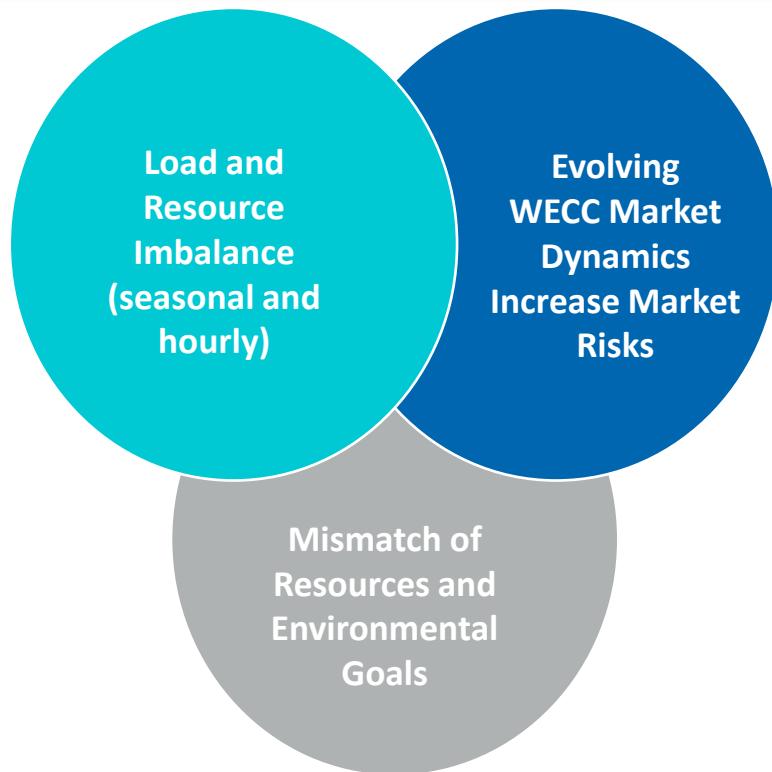 Load and
Resource
Imbalance
(seasonal and
hourly)
Evolving
WECC Market
Dynamics
Increase Market
Risks
Mismatch of
Resources and
Environmental
Goals